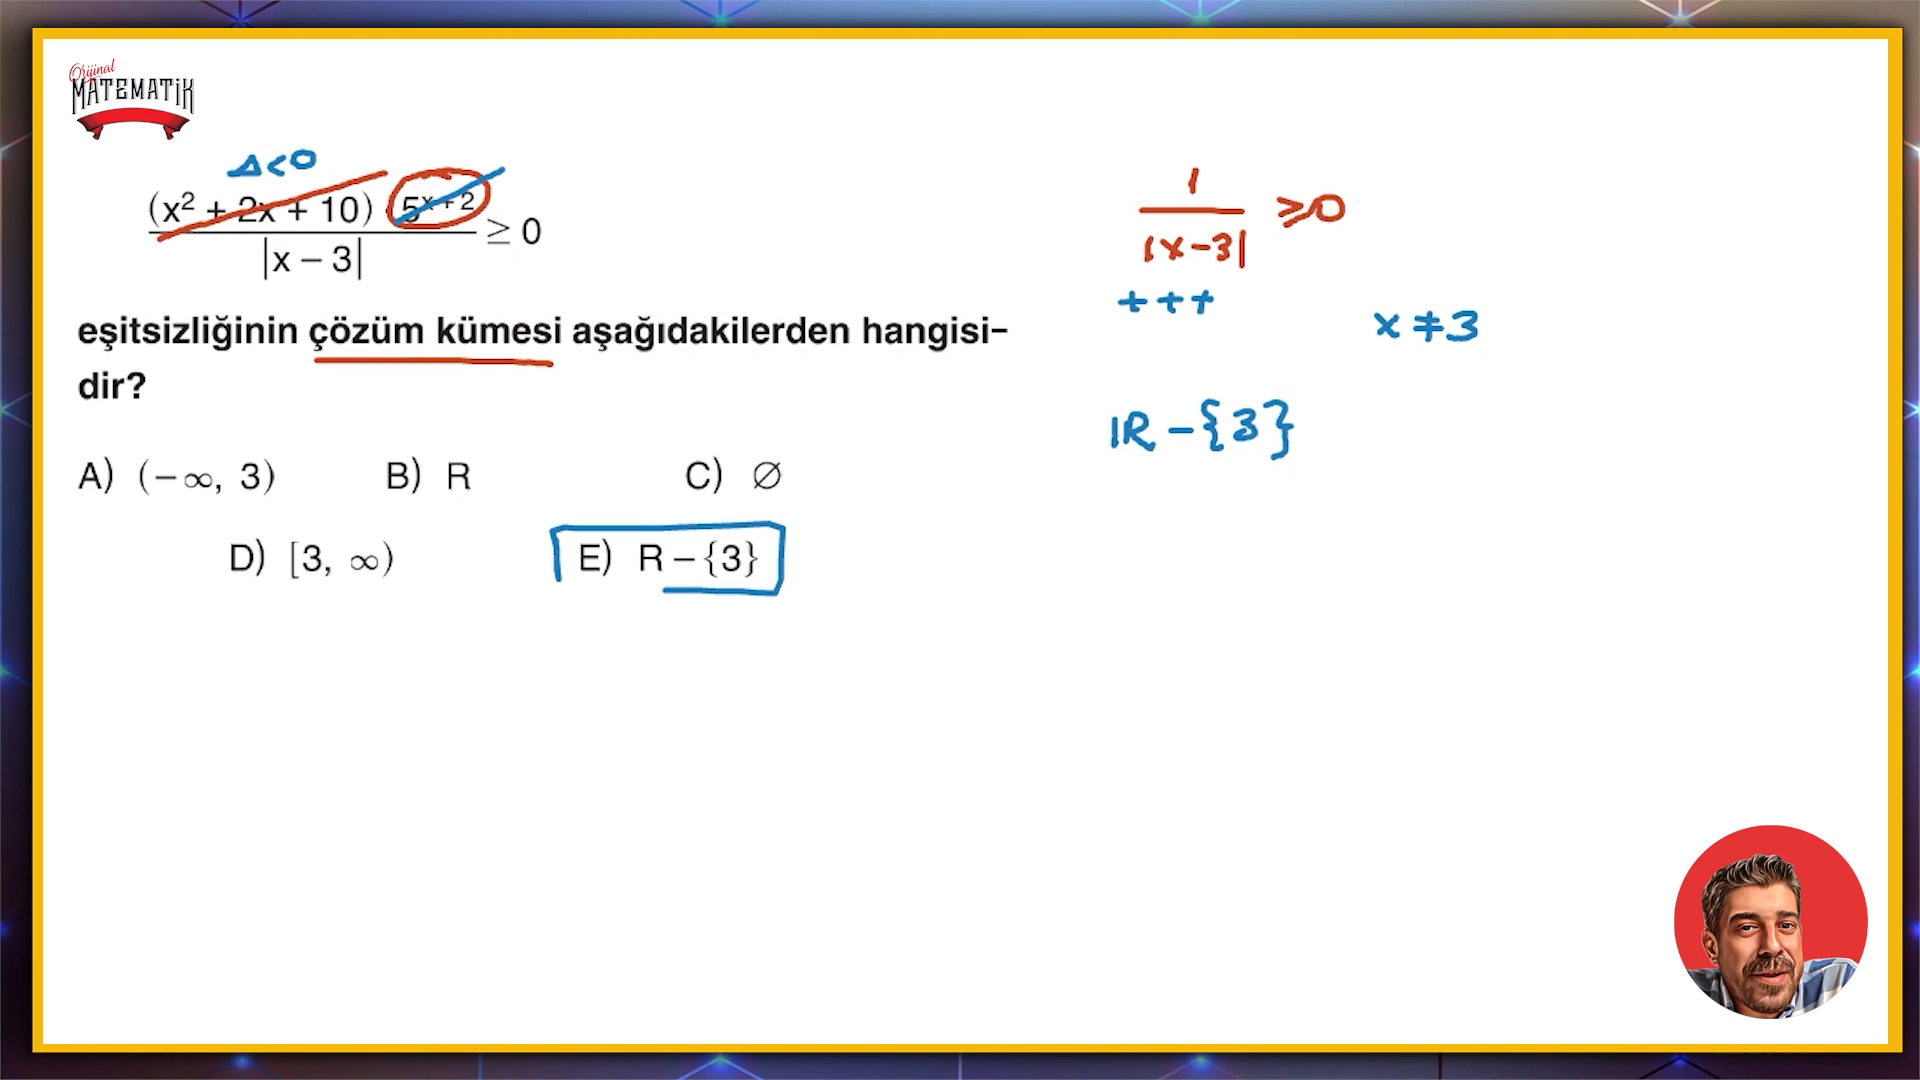 Orijinal
MATEMATİK
Δ<0
(x² + 2x + 10) · 5ˣ⁺²
|x − 3|
≥ 0
eşitsizliğinin çözüm kümesi aşağıdakilerden hangisi-
dir?
A) (−∞, 3) B) R C) ∅
D) [3, ∞) E) R − {3}
1
|x−3|
≥0
+ + +
x ≠ 3
IR − {3}